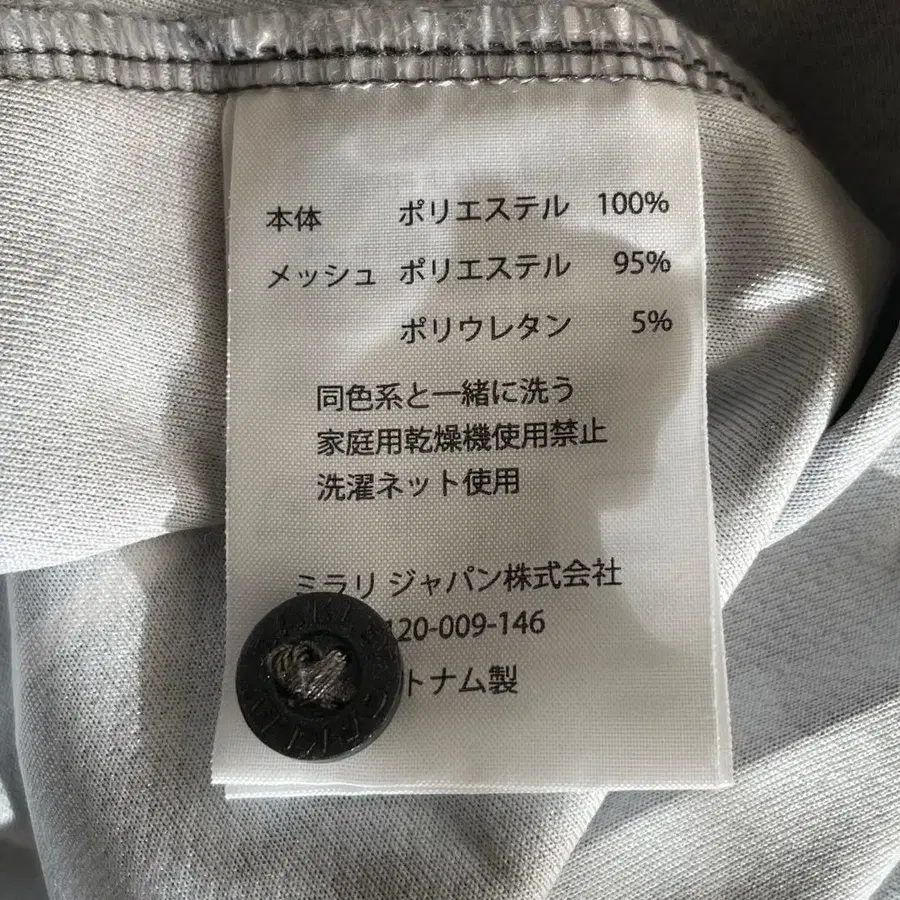 本体 ポリエステル 100%
メッシュ ポリエステル 95%
ポリウレタン 5%
同色系と一緒に洗う
家庭用乾燥機使用禁止
洗濯ネット使用
ミラリ ジャパン株式会社
120-009-146
トナム製